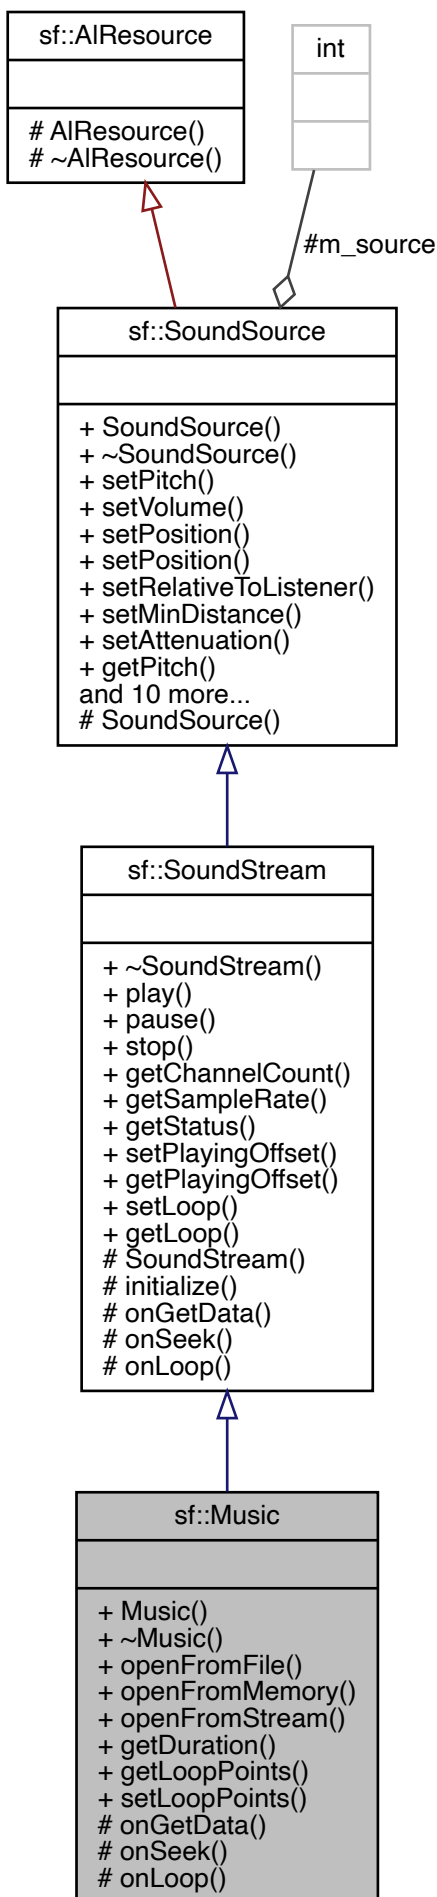 sf::AlResource
# AlResource()
# ~AlResource()
int
#m_source
sf::SoundSource
+ SoundSource()
+ ~SoundSource()
+ setPitch()
+ setVolume()
+ setPosition()
+ setPosition()
+ setRelativeToListener()
+ setMinDistance()
+ setAttenuation()
+ getPitch()
and 10 more...
# SoundSource()
sf::SoundStream
+ ~SoundStream()
+ play()
+ pause()
+ stop()
+ getChannelCount()
+ getSampleRate()
+ getStatus()
+ setPlayingOffset()
+ getPlayingOffset()
+ setLoop()
+ getLoop()
# SoundStream()
# initialize()
# onGetData()
# onSeek()
# onLoop()
sf::Music
+ Music()
+ ~Music()
+ openFromFile()
+ openFromMemory()
+ openFromStream()
+ getDuration()
+ getLoopPoints()
+ setLoopPoints()
# onGetData()
# onSeek()
# onLoop()